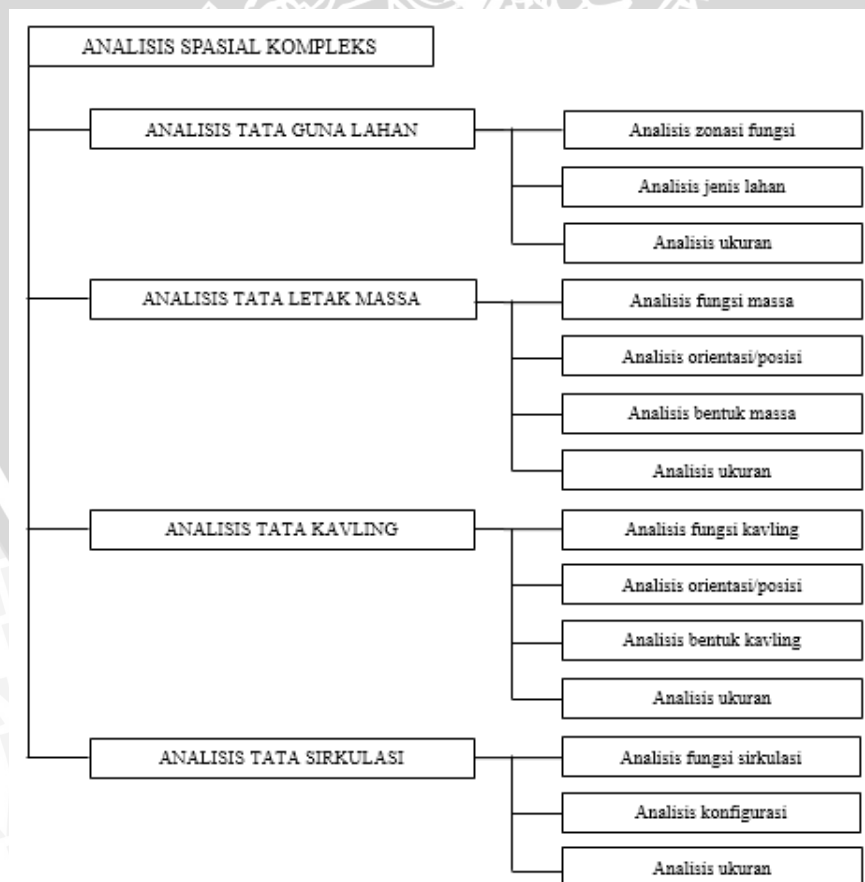 ANALISIS SPASIAL KOMPLEKS
ANALISIS TATA GUNA LAHAN
Analisis zonasi fungsi
Analisis jenis lahan
Analisis ukuran
ANALISIS TATA LETAK MASSA
Analisis fungsi massa
Analisis orientasi/posisi
Analisis bentuk massa
Analisis ukuran
ANALISIS TATA KAVLING
Analisis fungsi kavling
Analisis orientasi/posisi
Analisis bentuk kavling
Analisis ukuran
ANALISIS TATA SIRKULASI
Analisis fungsi sirkulasi
Analisis konfigurasi
Analisis ukuran